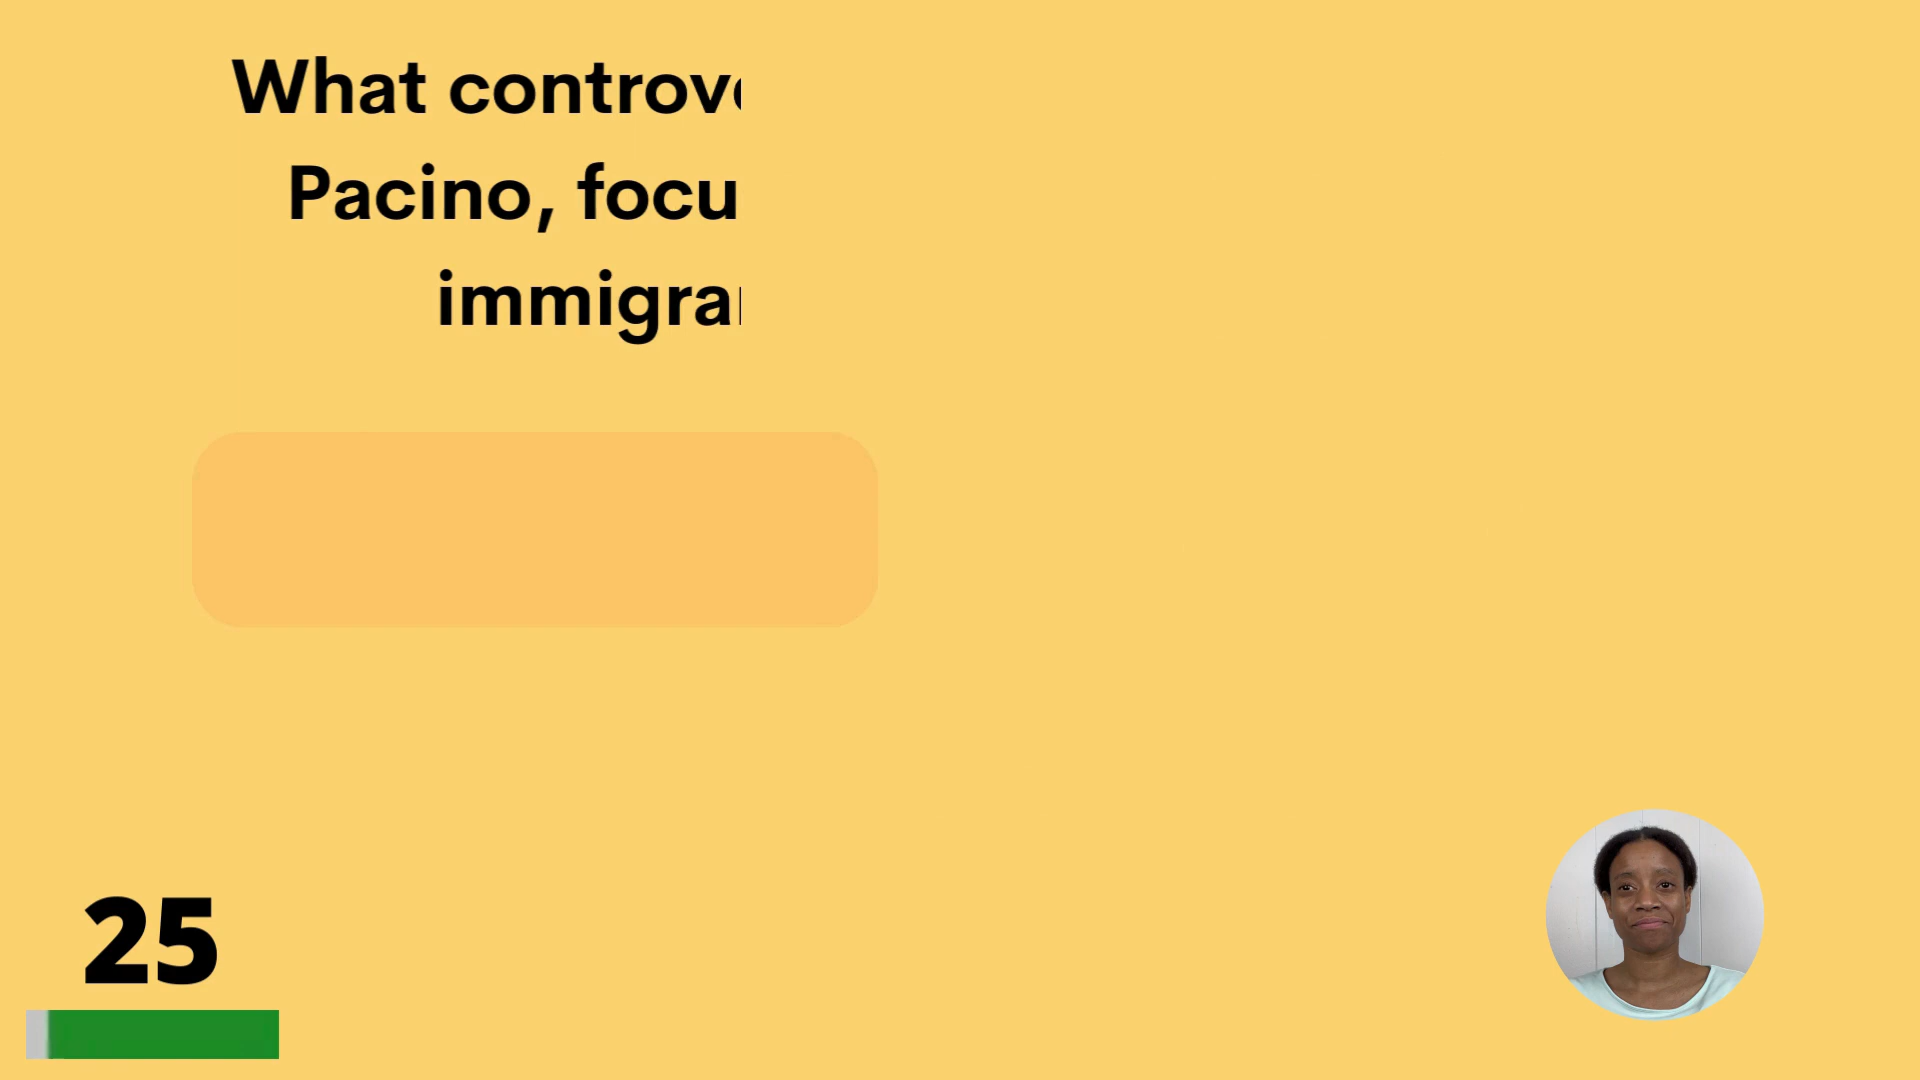 What controv
Pacino, focu
immigra
25